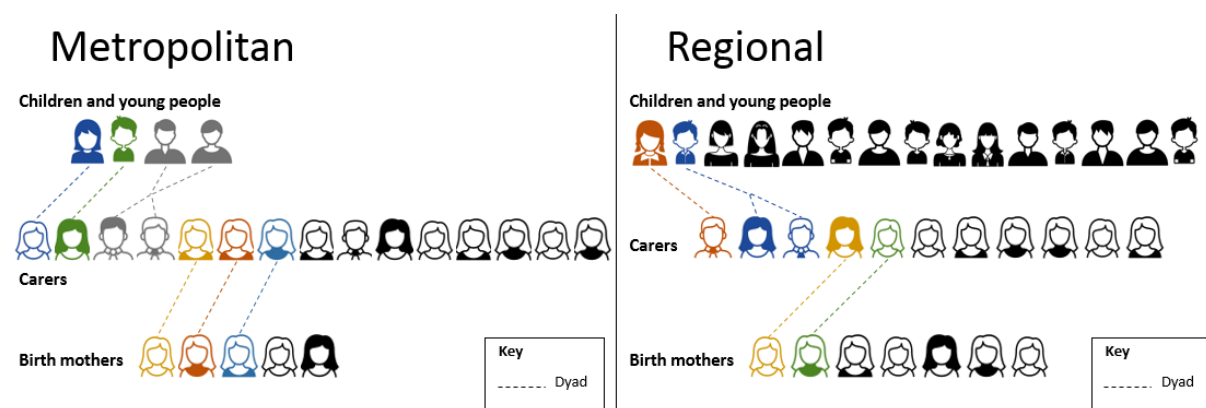 Metropolitan
Children and young people
Carers
Birth mothers
Key
Dyad
Regional
Children and young people
Carers
Birth mothers
Key
Dyad